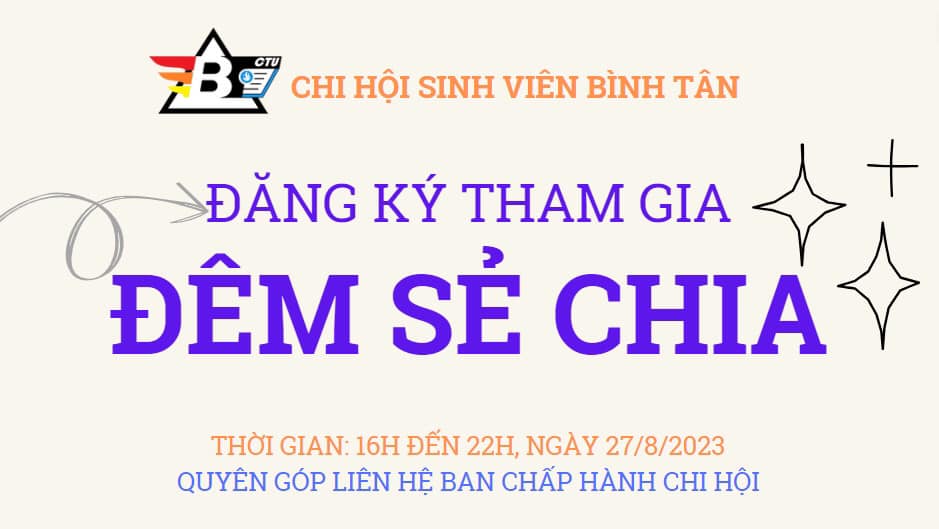 B
CTU
CHI HỘI SINH VIÊN BÌNH TÂN
ĐĂNG KÝ THAM GIA
ĐÊM SẺ CHIA
THỜI GIAN: 16H ĐẾN 22H, NGÀY 27/8/2023
QUYÊN GÓP LIÊN HỆ BAN CHẤP HÀNH CHI HỘI